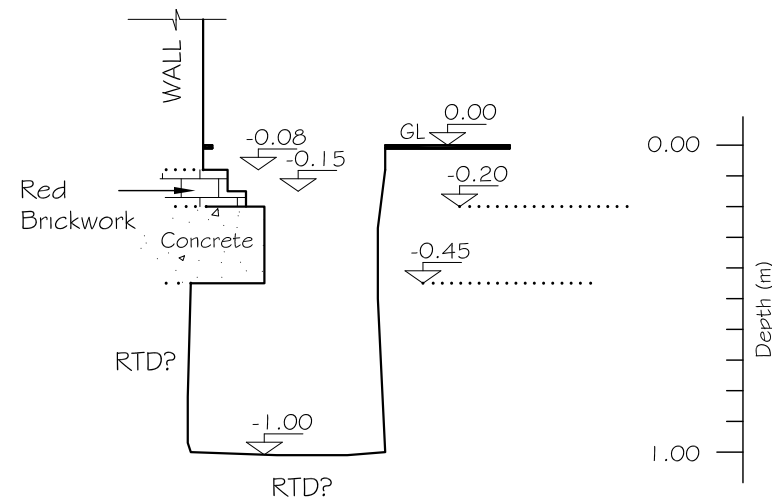 WALL
0.00
GL
0.00
-0.08
-0.15
-0.20
Red
Brickwork
Concrete
-0.45
Depth (m)
RTD?
-1.00
1.00
RTD?